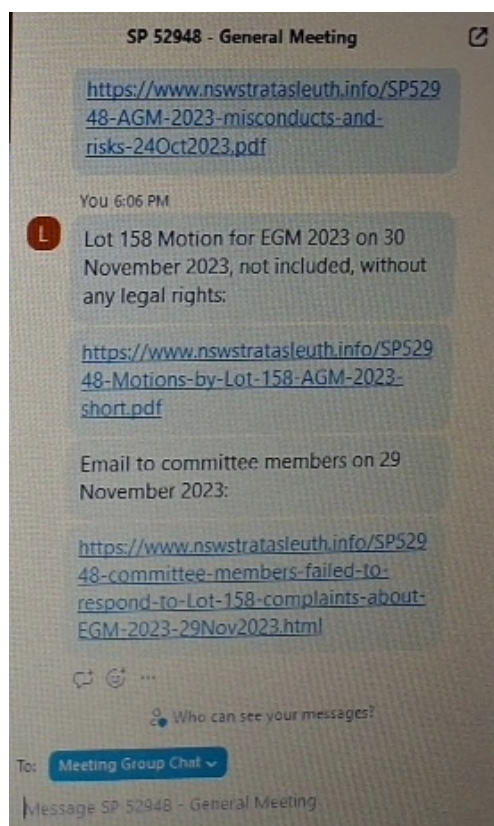 SP 52948 - General Meeting
https://www.nswstratasleuth.info/SP529
48-AGM-2023-misconducts-and-
risks-24Oct2023.pdf
You 6:06 PM
L
Lot 158 Motion for EGM 2023 on 30
November 2023, not included, without
any legal rights:
https://www.nswstratasleuth.info/SP529
48-Motions-by-Lot-158-AGM-2023-
short.pdf
Email to committee members on 29
November 2023:
https://www.nswstratasleuth.info/SP529
48-committee-members-failed-to-
respond-to-Lot-158-complaints-about-
EGM-2023-29Nov2023.html
Who can see your messages?
To: Meeting Group Chat
Message SP 52948 - General Meeting